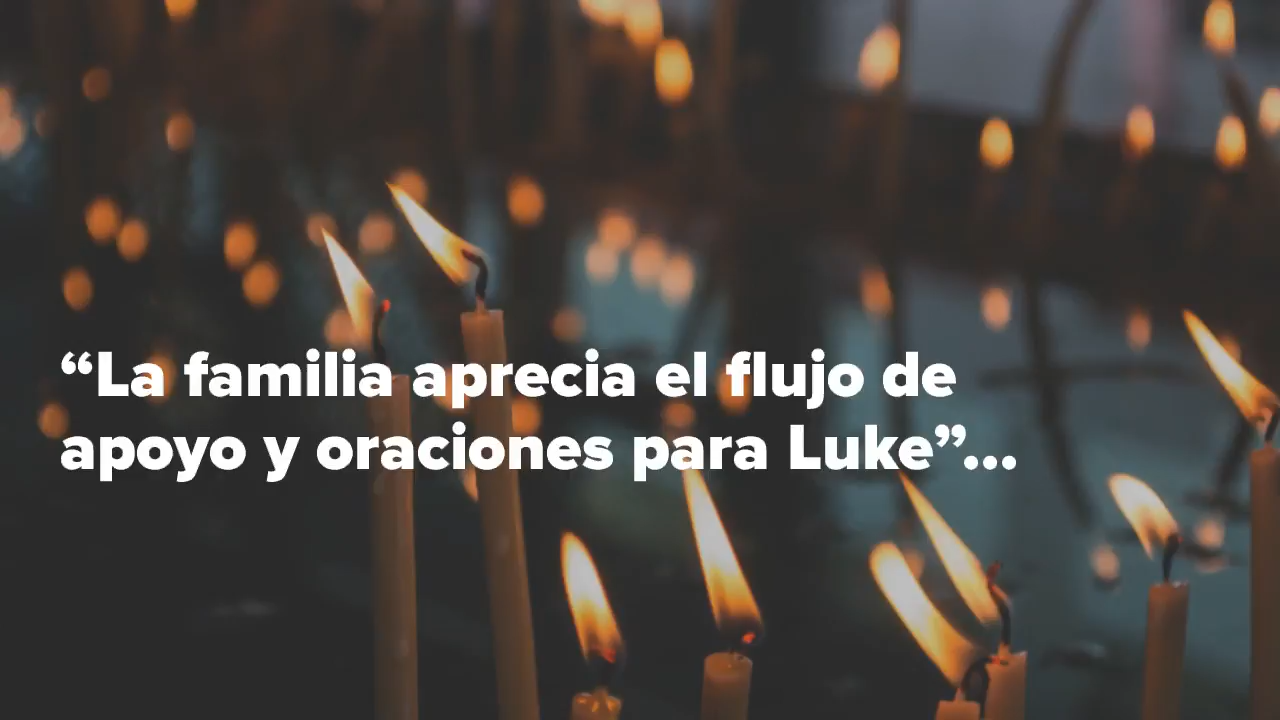 “La familia aprecia el flujo de
apoyo y oraciones para Luke”...